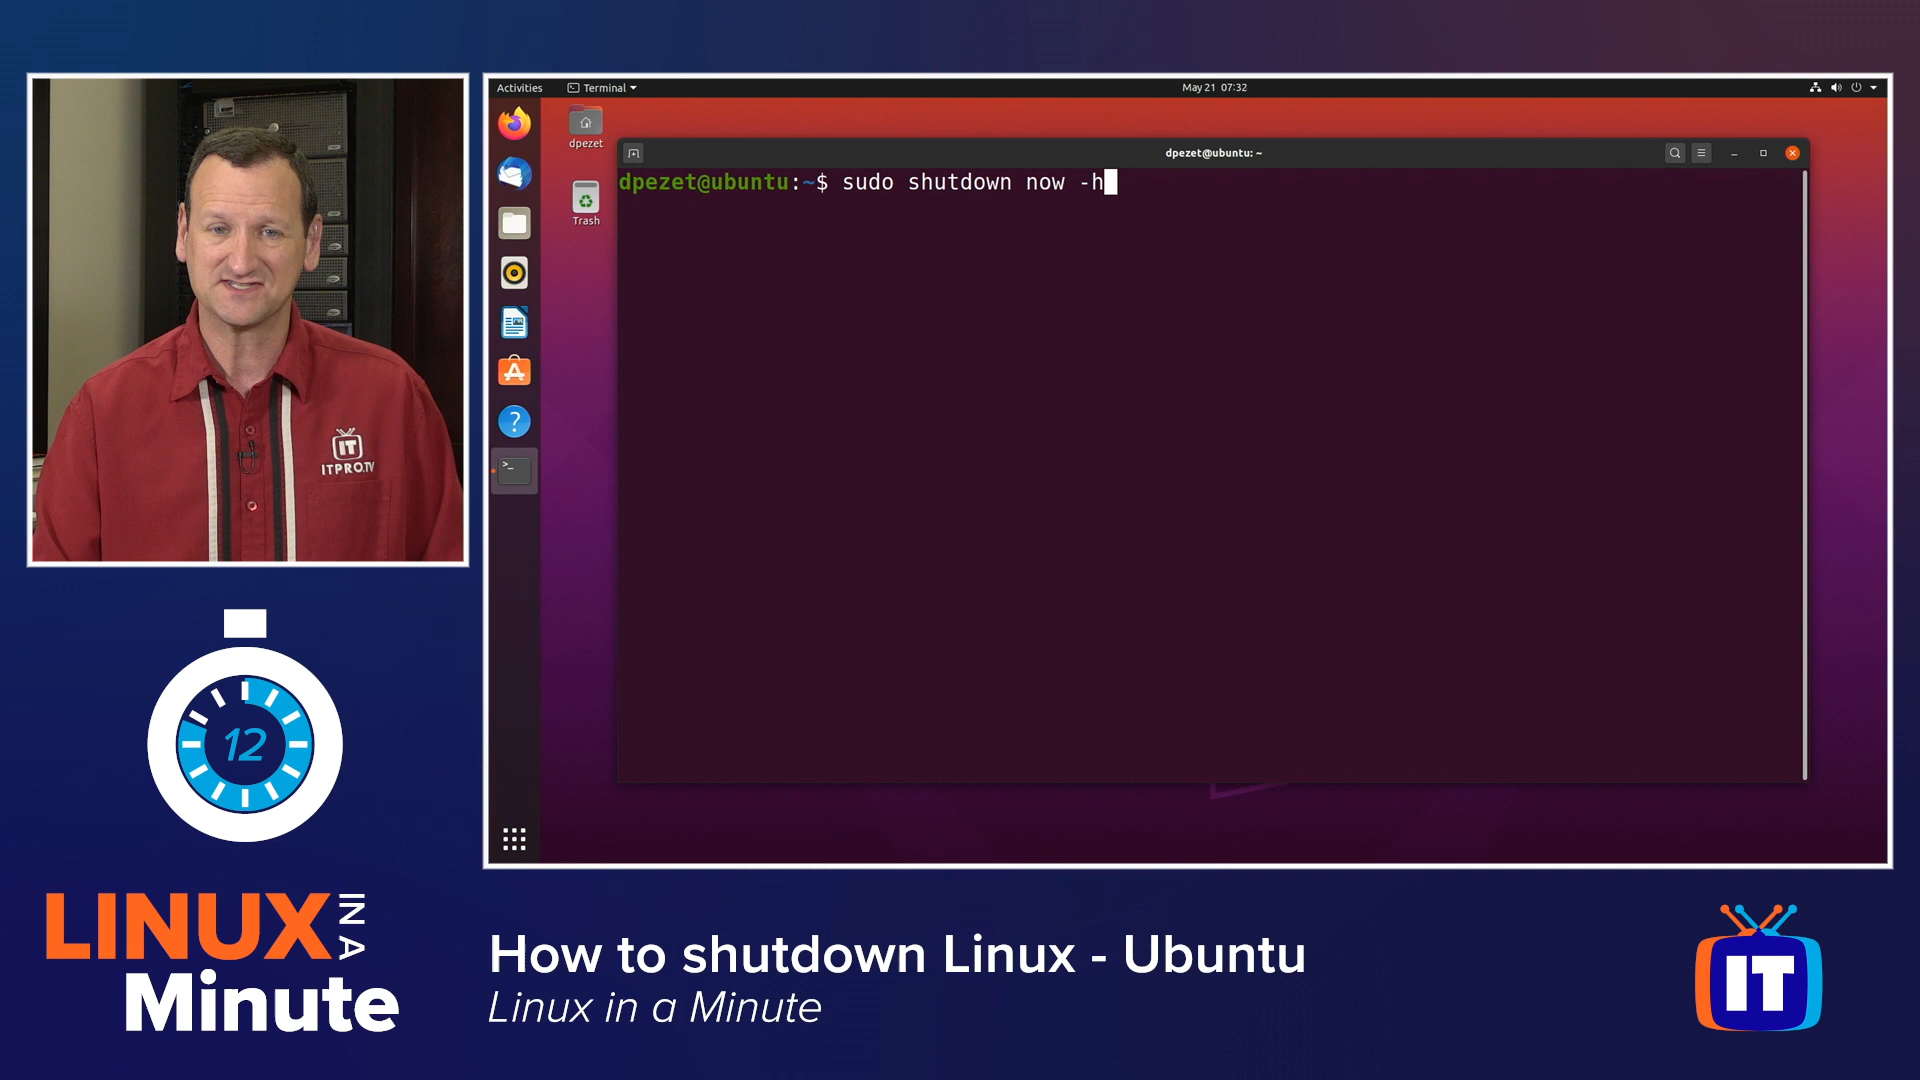 Activities
Terminal
May 21 07:32
dpezet
Trash
dpezet@ubuntu: ~
dpezet@ubuntu:~$ sudo shutdown now -h
?
>_
IT
ITPRO.TV
12
LINUX IN A
Minute
How to shutdown Linux - Ubuntu
Linux in a Minute
IT